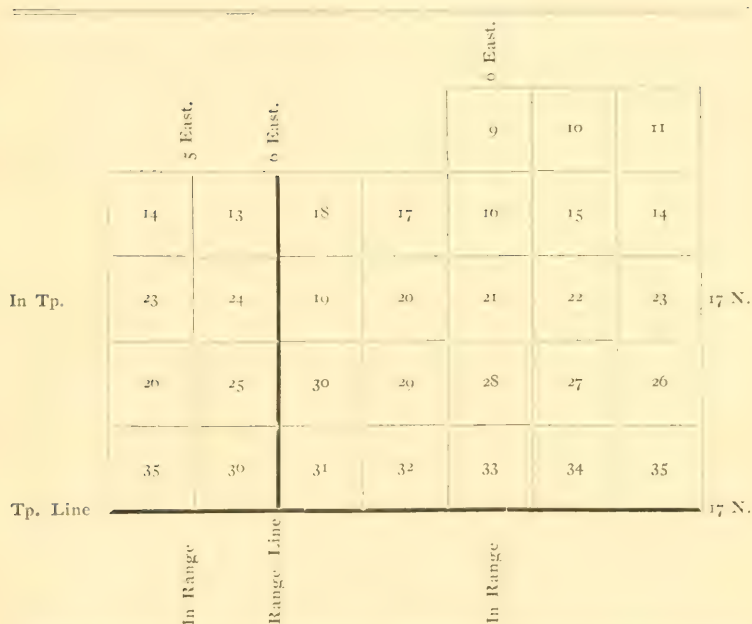 6 East.
5 East.
6 East.
9 10 11
14 13 18 17 16 15 14
In Tp. 23 24 19 20 21 22 23 17 N.
26 25 30 29 28 27 26
35 36 31 32 33 34 35
Tp. Line 17 N.
In Range
Range Line
In Range